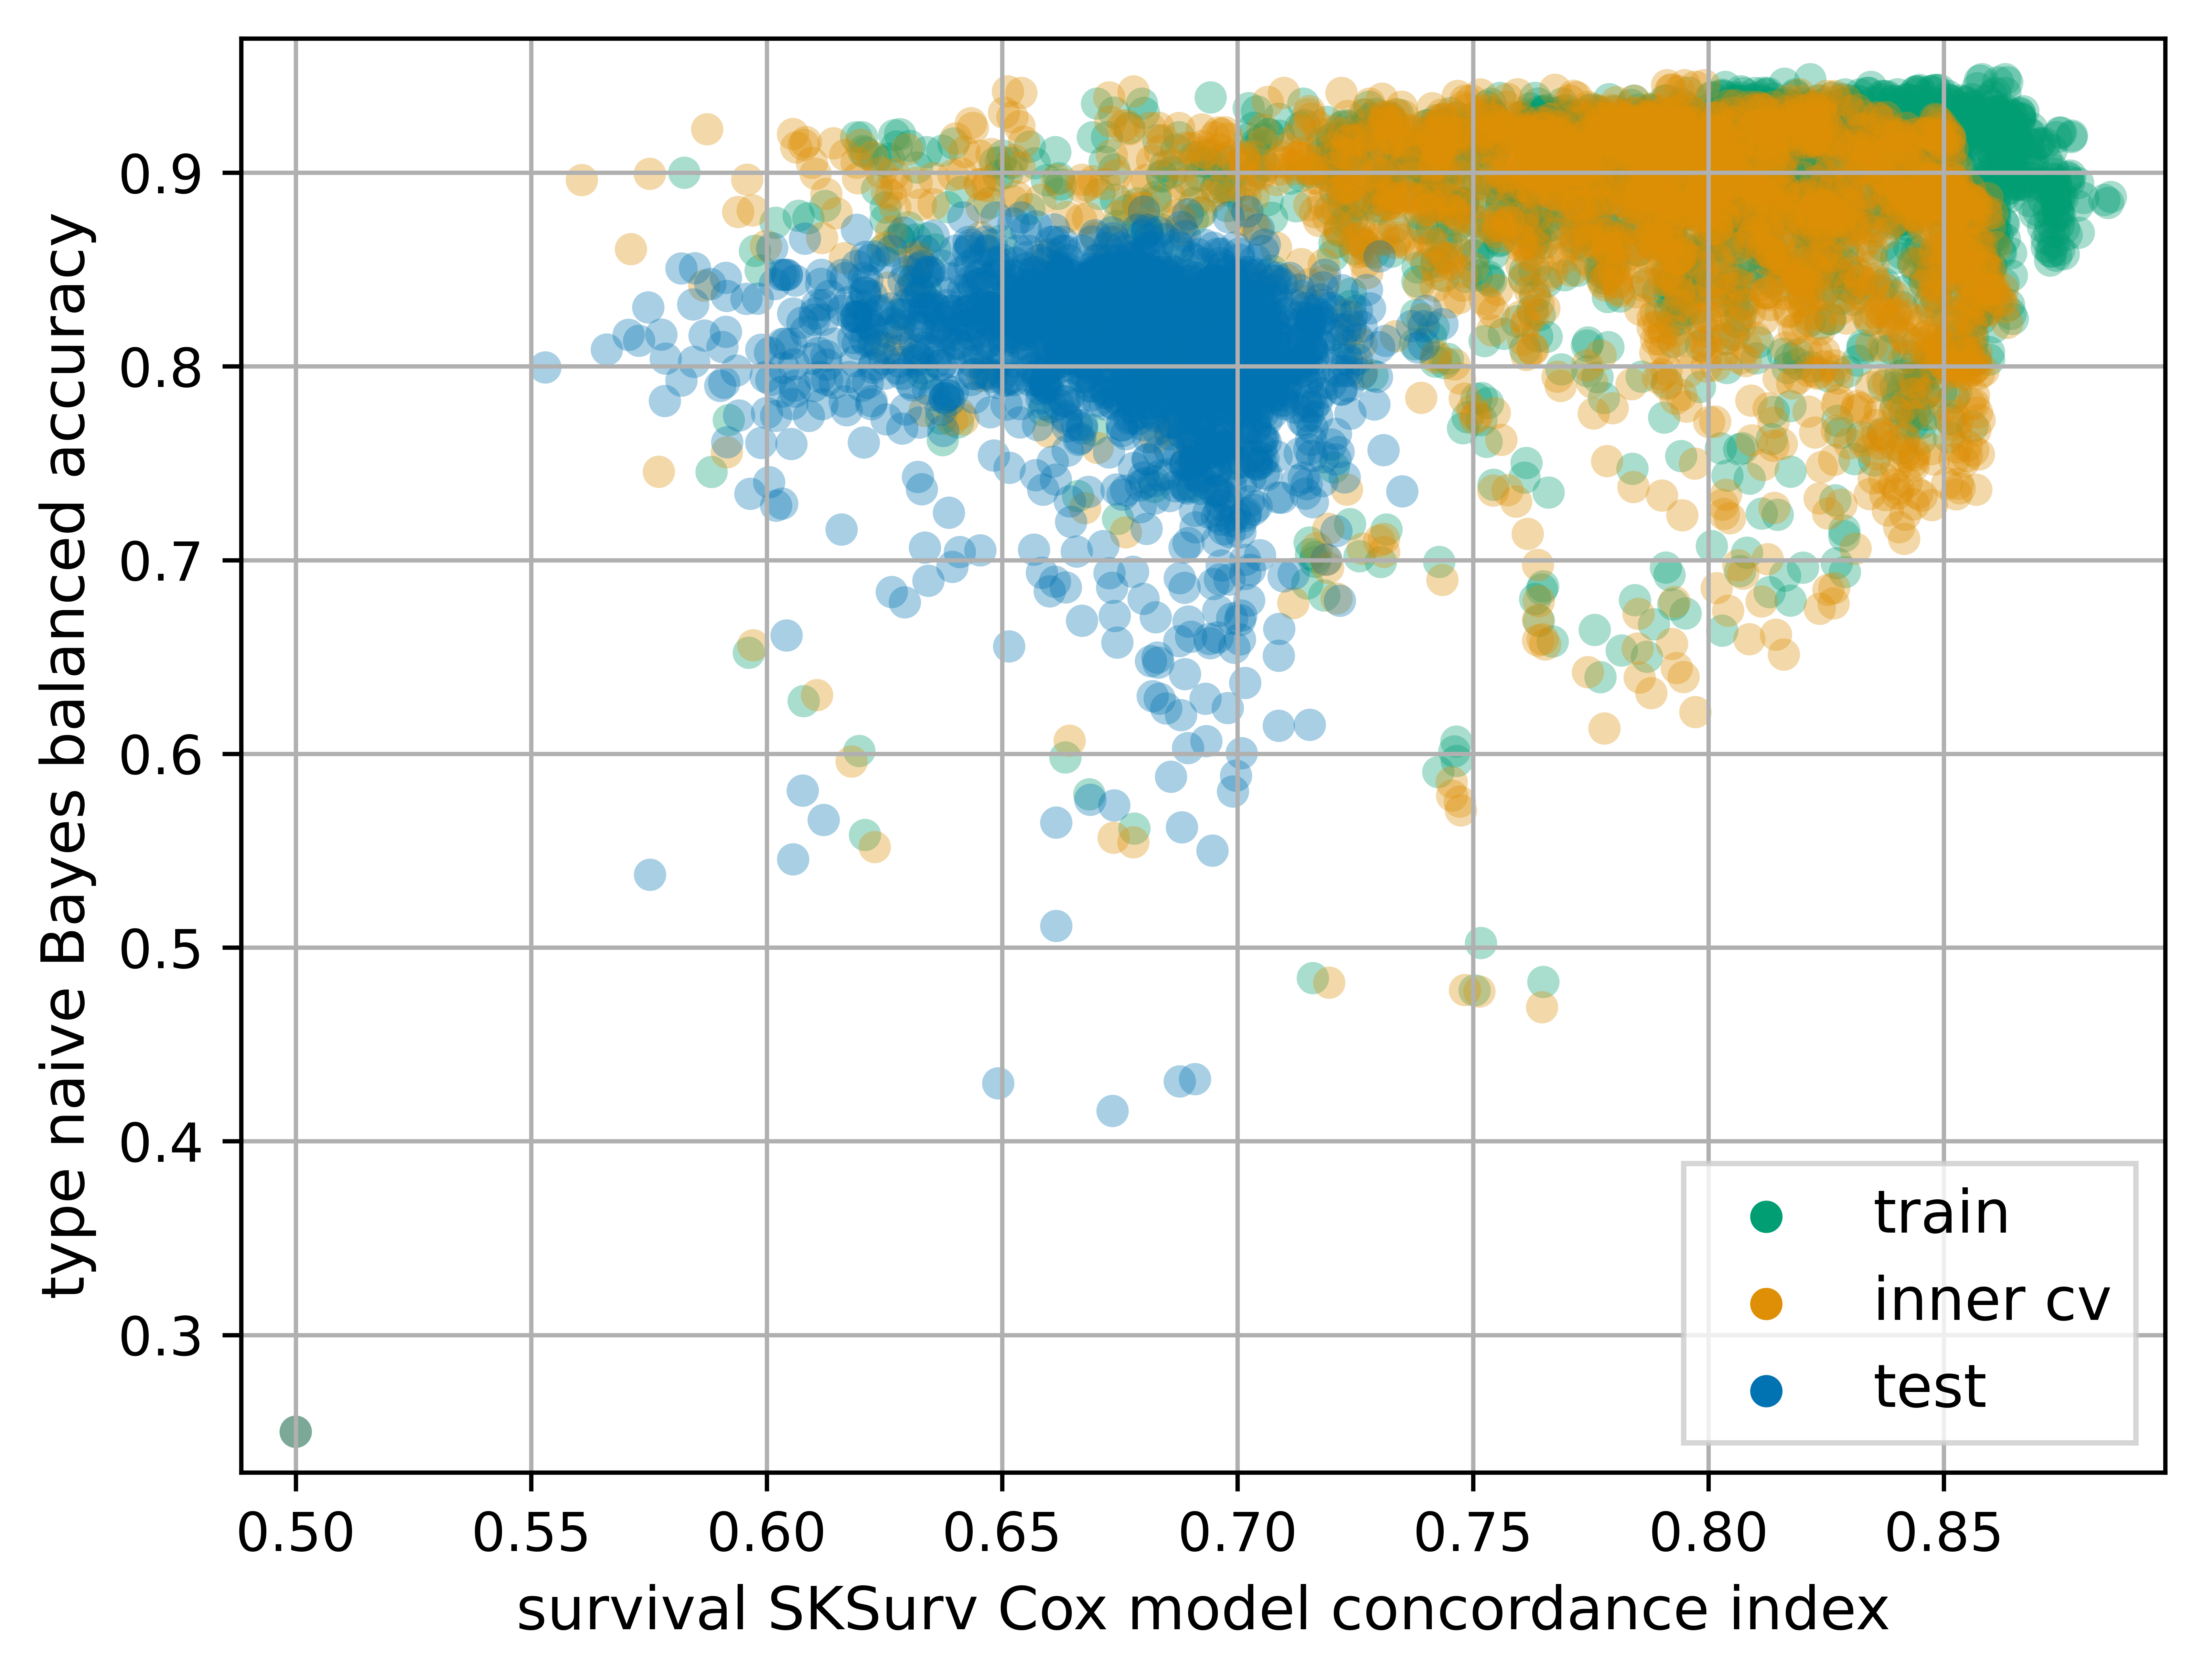 type naive Bayes balanced accuracy
0.9
0.8
0.7
0.6
0.5
0.4
0.3
train
inner cv
test
0.50 0.55 0.60 0.65 0.70 0.75 0.80 0.85
survival SKSurv Cox model concordance index